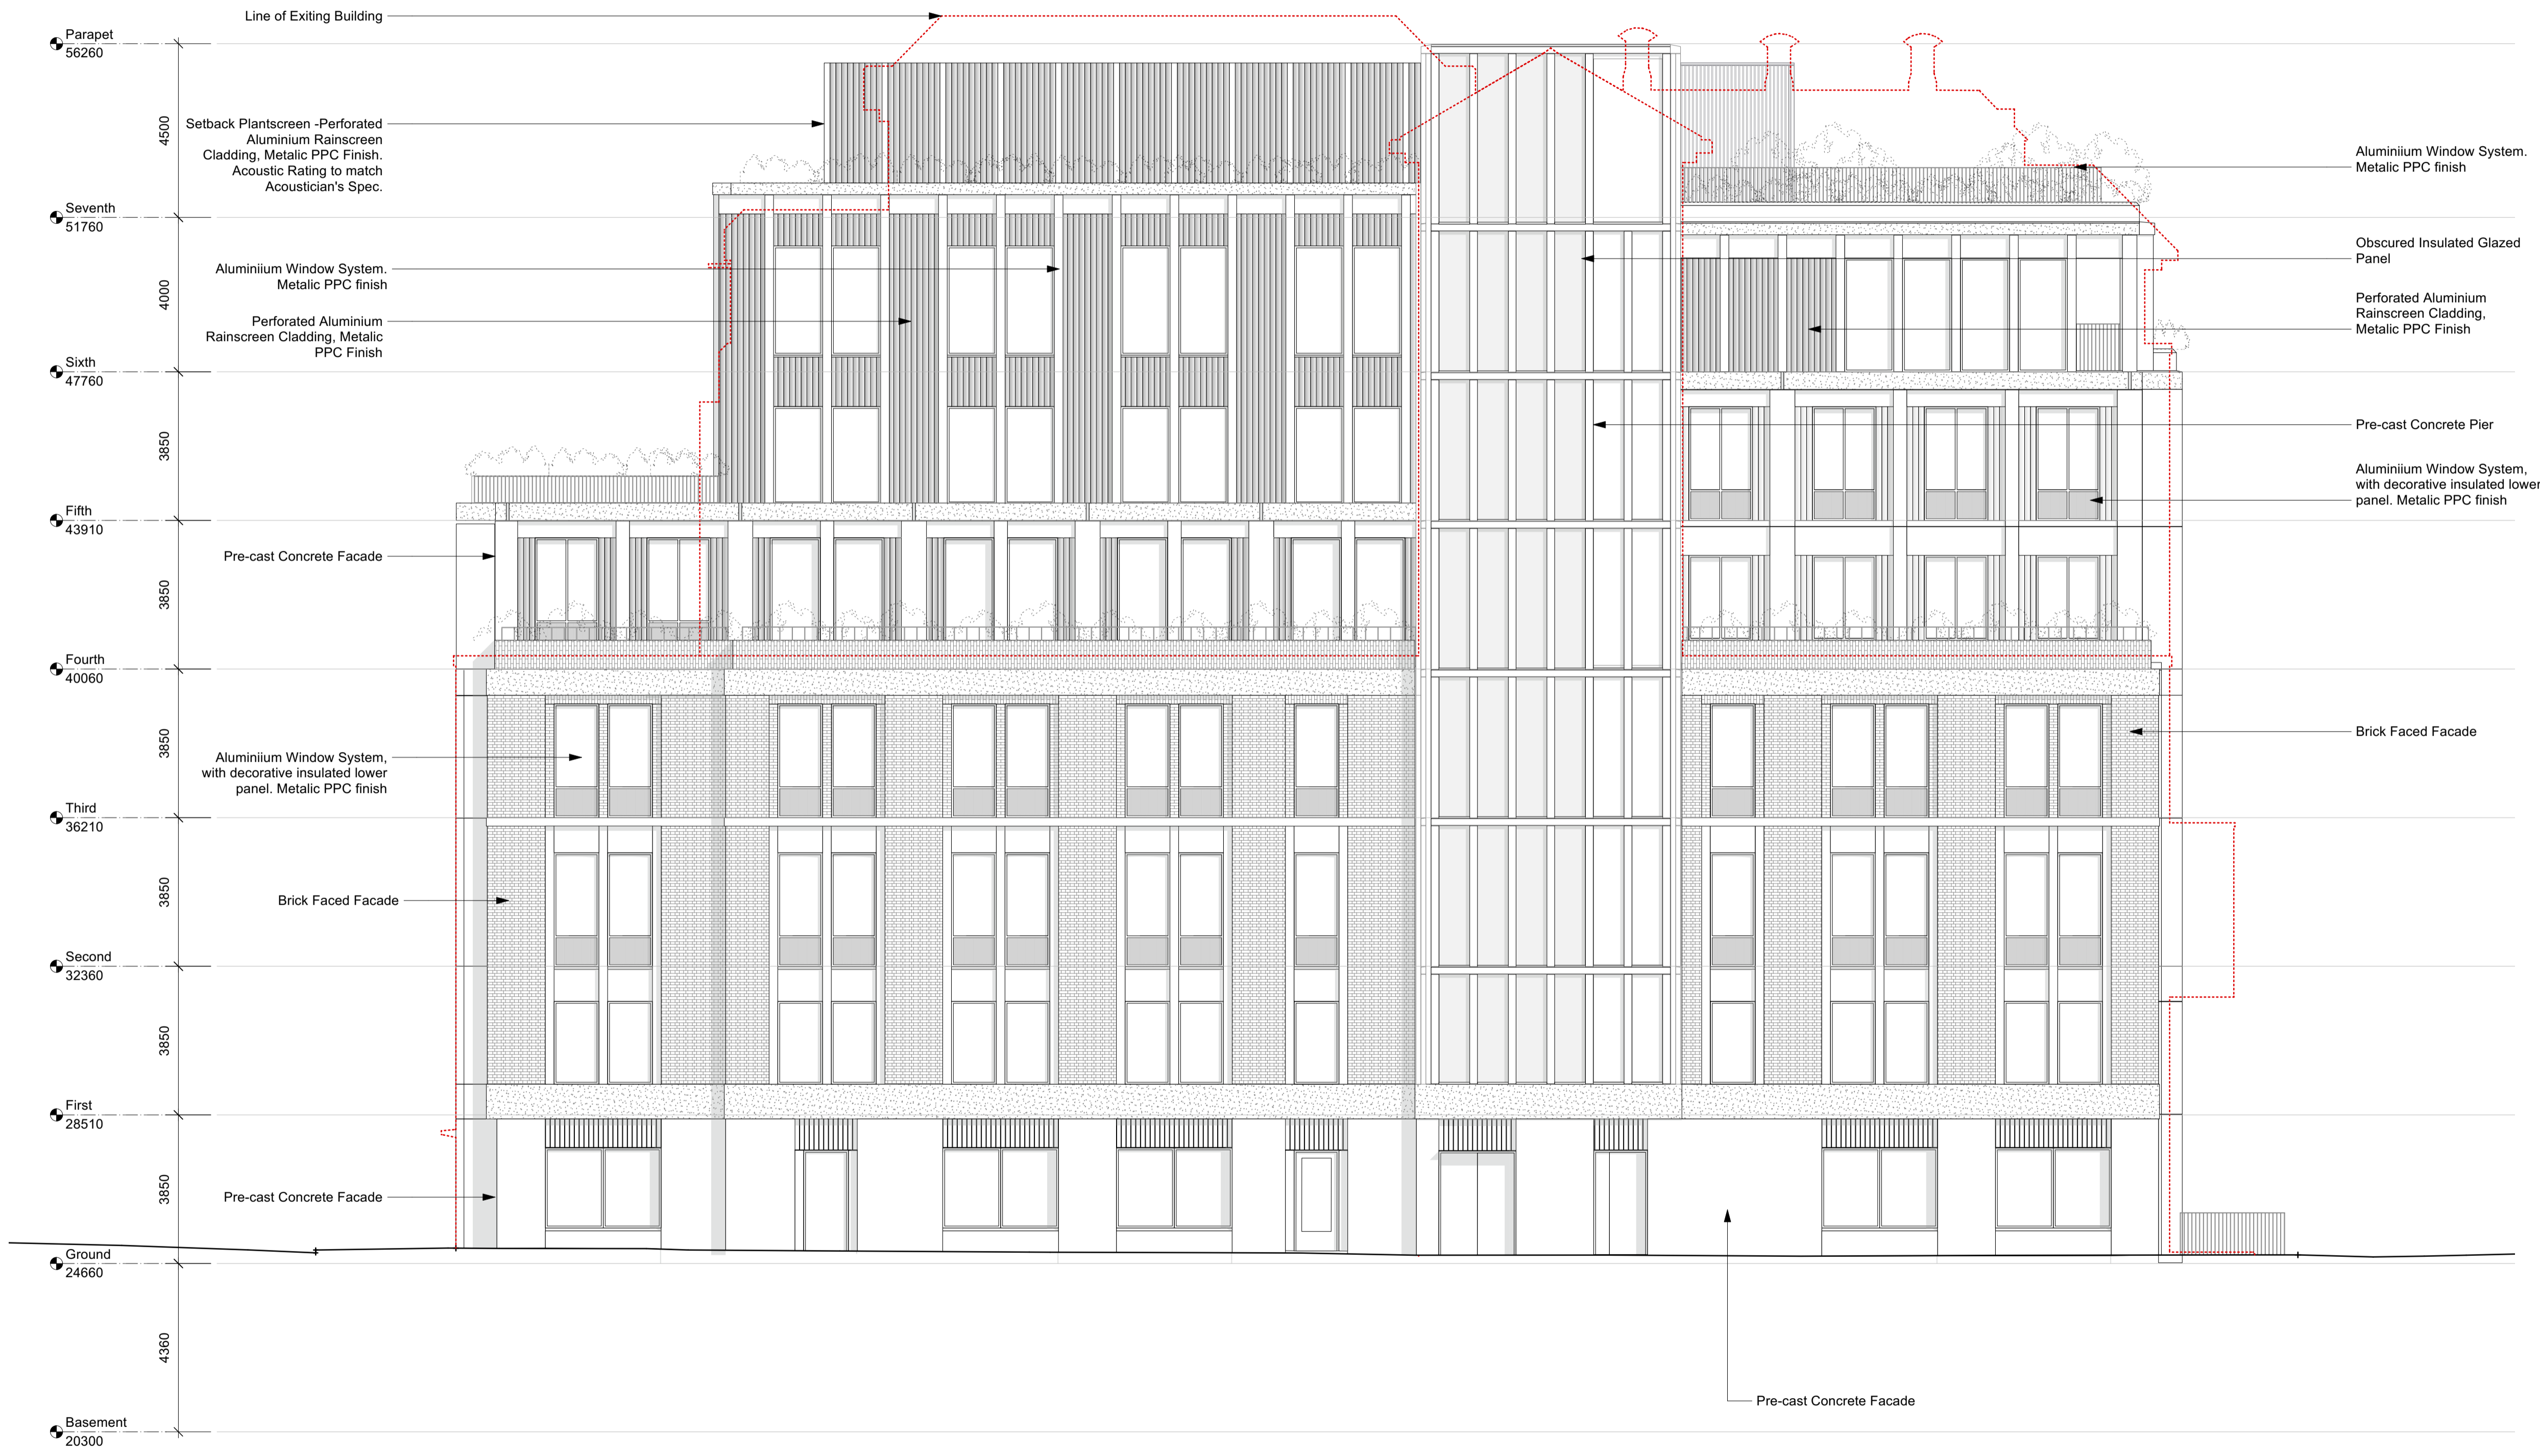 Line of Exiting Building
Parapet
56260
4500
Setback Plantscreen -Perforated
Aluminium Rainscreen
Cladding, Metalic PPC Finish.
Acoustic Rating to match
Acoustician's Spec.
Seventh
51760
4000
Aluminiium Window System.
Metalic PPC finish
Perforated Aluminium
Rainscreen Cladding, Metalic
PPC Finish
Sixth
47760
3850
Fifth
43910
Pre-cast Concrete Facade
3850
Fourth
40060
3850
Aluminiium Window System,
with decorative insulated lower
panel. Metalic PPC finish
Third
36210
3850
Brick Faced Facade
Second
32360
3850
First
28510
3850
Pre-cast Concrete Facade
Ground
24660
4360
Basement
20300
Aluminiium Window System.
Metalic PPC finish
Obscured Insulated Glazed
Panel
Perforated Aluminium
Rainscreen Cladding,
Metalic PPC Finish
Pre-cast Concrete Pier
Aluminiium Window System,
with decorative insulated lower
panel. Metalic PPC finish
Brick Faced Facade
Pre-cast Concrete Facade